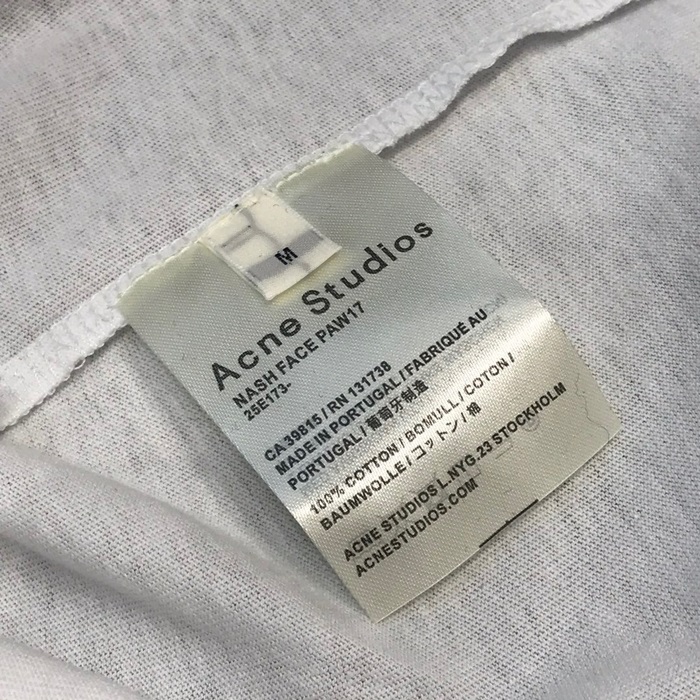 M
Acne Studios
NASH FACE PAW17
25E173-
CA 39815 / RN 131738
MADE IN PORTUGAL / FABRIQUÉ AU
PORTUGAL / 葡萄牙制造
100% COTTON / BOMULL / COTON /
BAUMWOLLE / コットン / 棉
ACNE STUDIOS L.NYG.23 STOCKHOLM
ACNESTUDIOS.COM